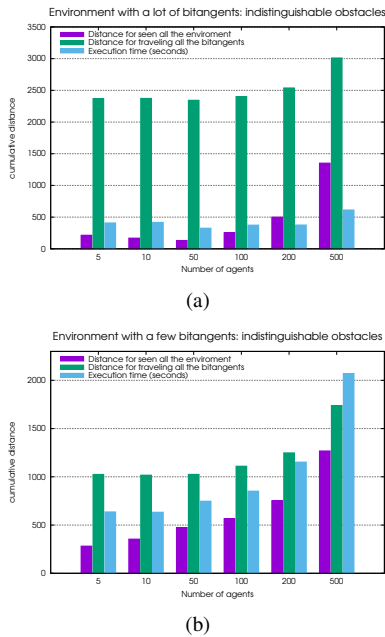 Environment with a lot of bitangents: indistinguishable obstacles
Distance for seen all the enviroment
Distance for traveling all the bitangents
Execution time (seconds)
3500
3000
2500
2000
1500
1000
500
0
cumulative distance
5 10 50 100 200 500
Number of agents
(a)
Environment with a few bitangents: indistinguishable obstacles
Distance for seen all the enviroment
Distance for traveling all the bitangents
Execution time (seconds)
2000
1500
1000
500
0
cumulative distance
5 10 50 100 200 500
Number of agents
(b)